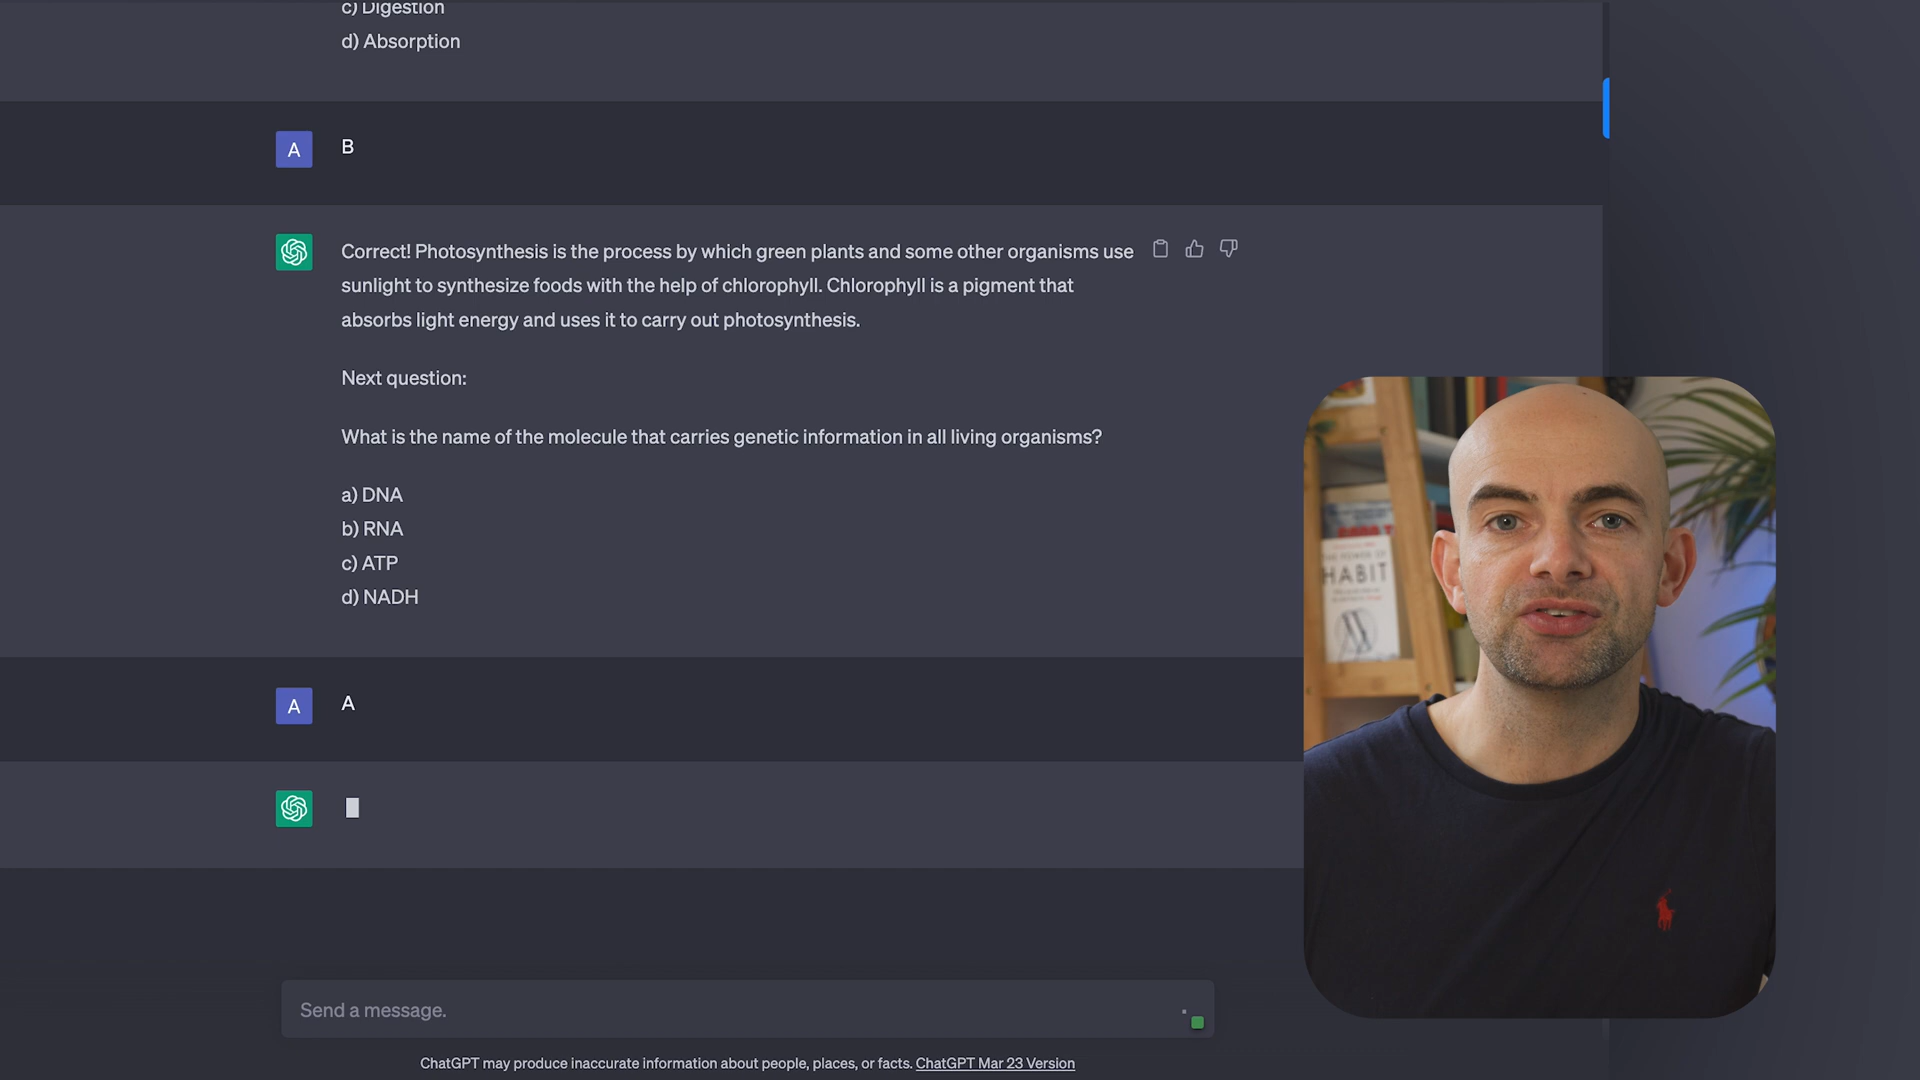 c) Digestion
d) Absorption
A
B
Correct! Photosynthesis is the process by which green plants and some other organisms use
sunlight to synthesize foods with the help of chlorophyll. Chlorophyll is a pigment that
absorbs light energy and uses it to carry out photosynthesis.
Next question:
What is the name of the molecule that carries genetic information in all living organisms?
a) DNA
b) RNA
c) ATP
d) NADH
A
A
THE POWER OF
HABIT
Send a message.
ChatGPT may produce inaccurate information about people, places, or facts. ChatGPT Mar 23 Version